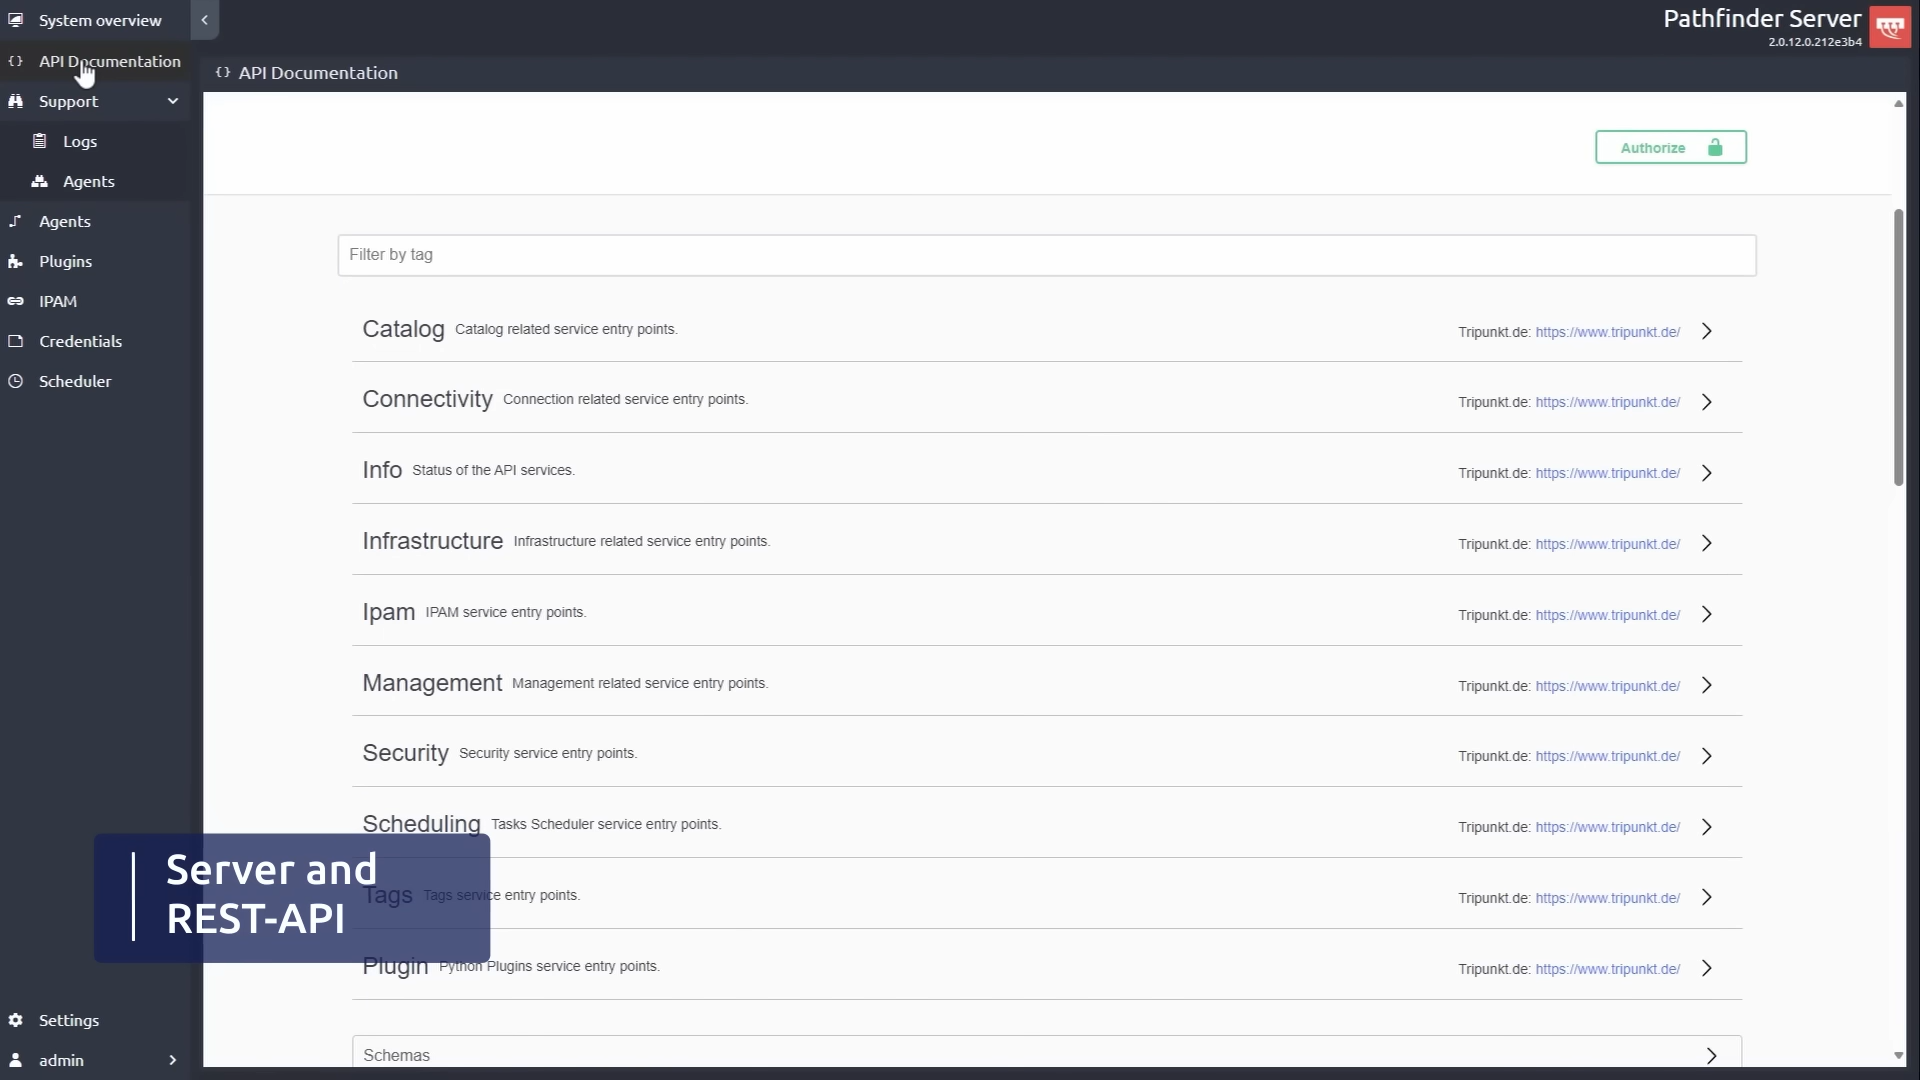 System overview
API Documentation
Support
Logs
Agents
Agents
Plugins
IPAM
Credentials
Scheduler
Settings
admin
Pathfinder Server
2.0.12.0.212e3b4
{} API Documentation
Authorize
Filter by tag
Catalog Catalog related service entry points. Tripunkt.de: https://www.tripunkt.de/
Connectivity Connection related service entry points. Tripunkt.de: https://www.tripunkt.de/
Info Status of the API services. Tripunkt.de: https://www.tripunkt.de/
Infrastructure Infrastructure related service entry points. Tripunkt.de: https://www.tripunkt.de/
Ipam IPAM service entry points. Tripunkt.de: https://www.tripunkt.de/
Management Management related service entry points. Tripunkt.de: https://www.tripunkt.de/
Security Security service entry points. Tripunkt.de: https://www.tripunkt.de/
Scheduling Tasks Scheduler service entry points. Tripunkt.de: https://www.tripunkt.de/
Tags Tags service entry points. Tripunkt.de: https://www.tripunkt.de/
Plugin Python Plugins service entry points. Tripunkt.de: https://www.tripunkt.de/
Schemas
Server and
REST-API